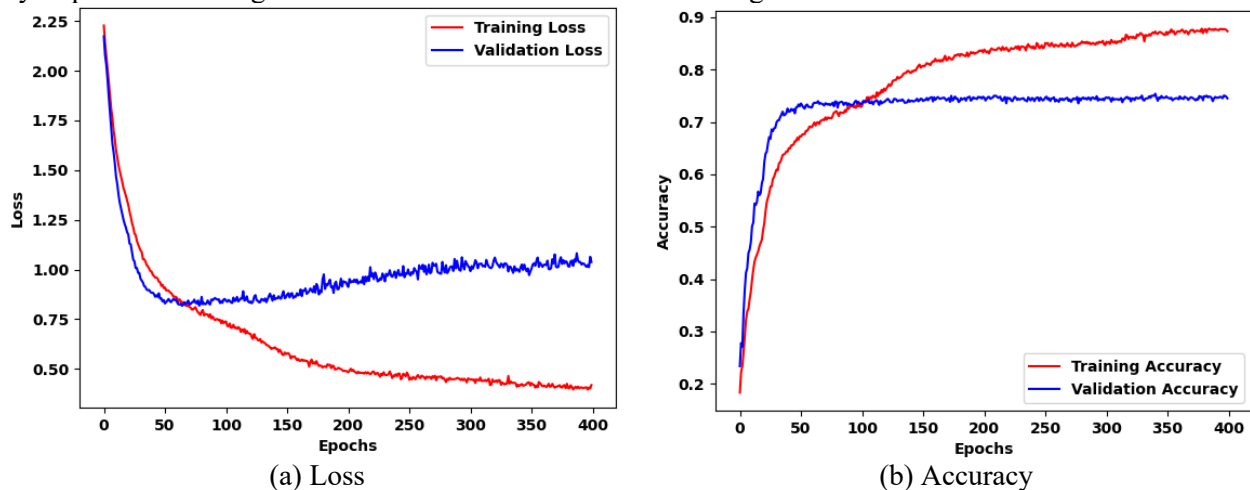 2.25
2.00
1.75
1.50
1.25
1.00
0.75
0.50
Loss
Training Loss
Validation Loss
0 50 100 150 200 250 300 350 400
Epochs
(a) Loss
0.9
0.8
0.7
0.6
0.5
0.4
0.3
0.2
Accuracy
Training Accuracy
Validation Accuracy
0 50 100 150 200 250 300 350 400
Epochs
(b) Accuracy